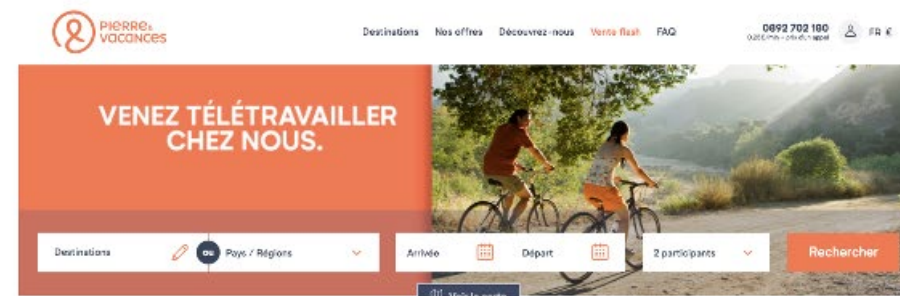 PIERRE &
VACANCES
Destinations Nos offres Découvrez-nous Vente flash FAQ
0892 702 180
FR €
VENEZ TÉLÉTRAVAILLER
CHEZ NOUS.
Destinations ou Pays / Régions Arrivée Départ 2 participants Rechercher